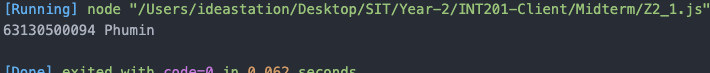 [Running] node "/Users/ideastation/Desktop/SIT/Year-2/INT201-Client/Midterm/Z2_1.js"
63130500094 Phumin
[Done] exited with code=0 in 0.062 seconds